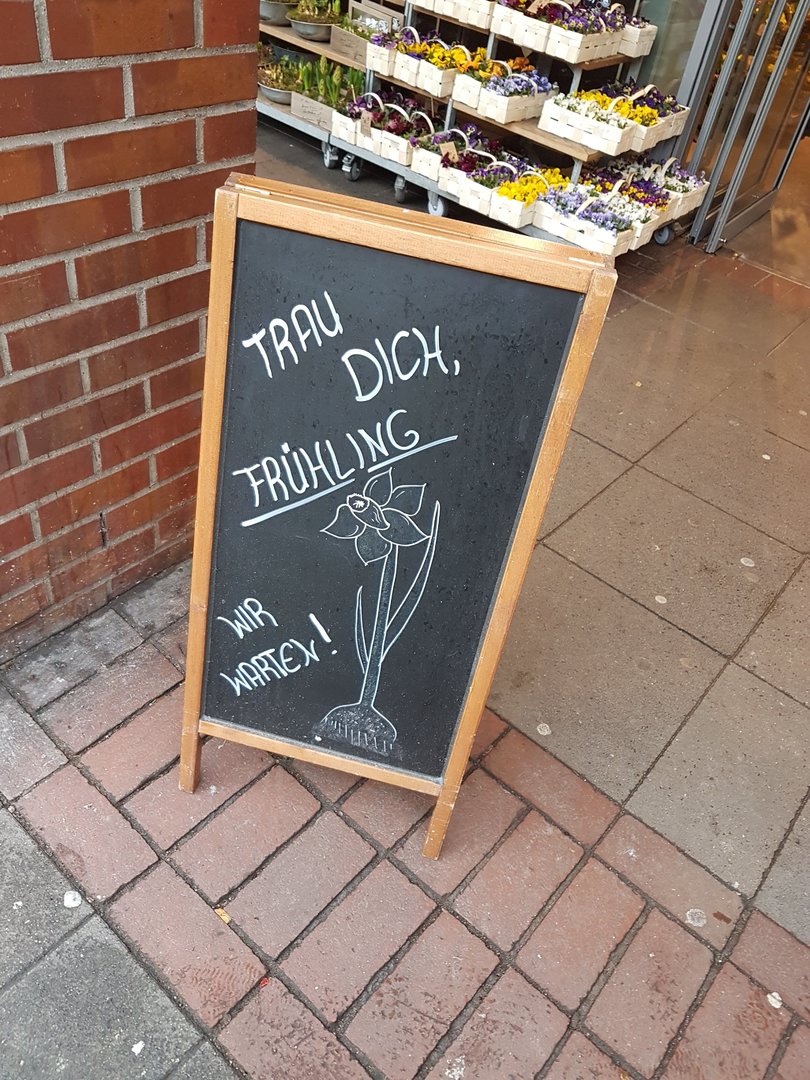 TRAU
DICH,
FRÜHLING
WIR
WARTEN!